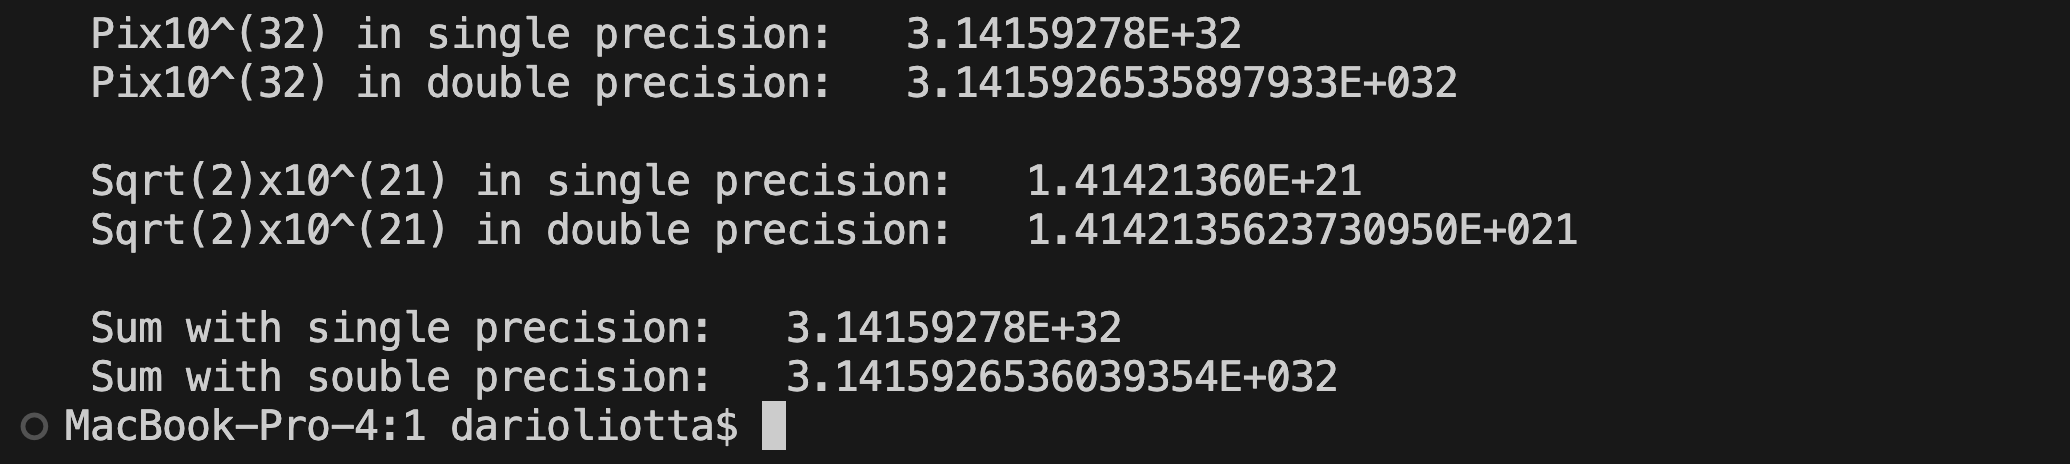 Pix10^(32) in single precision:   3.14159278E+32
Pix10^(32) in double precision:   3.1415926535897933E+032
Sqrt(2)x10^(21) in single precision:   1.41421360E+21
Sqrt(2)x10^(21) in double precision:   1.4142135623730950E+021
Sum with single precision:   3.14159278E+32
Sum with souble precision:   3.1415926536039354E+032
MacBook-Pro-4:1 darioliotta$